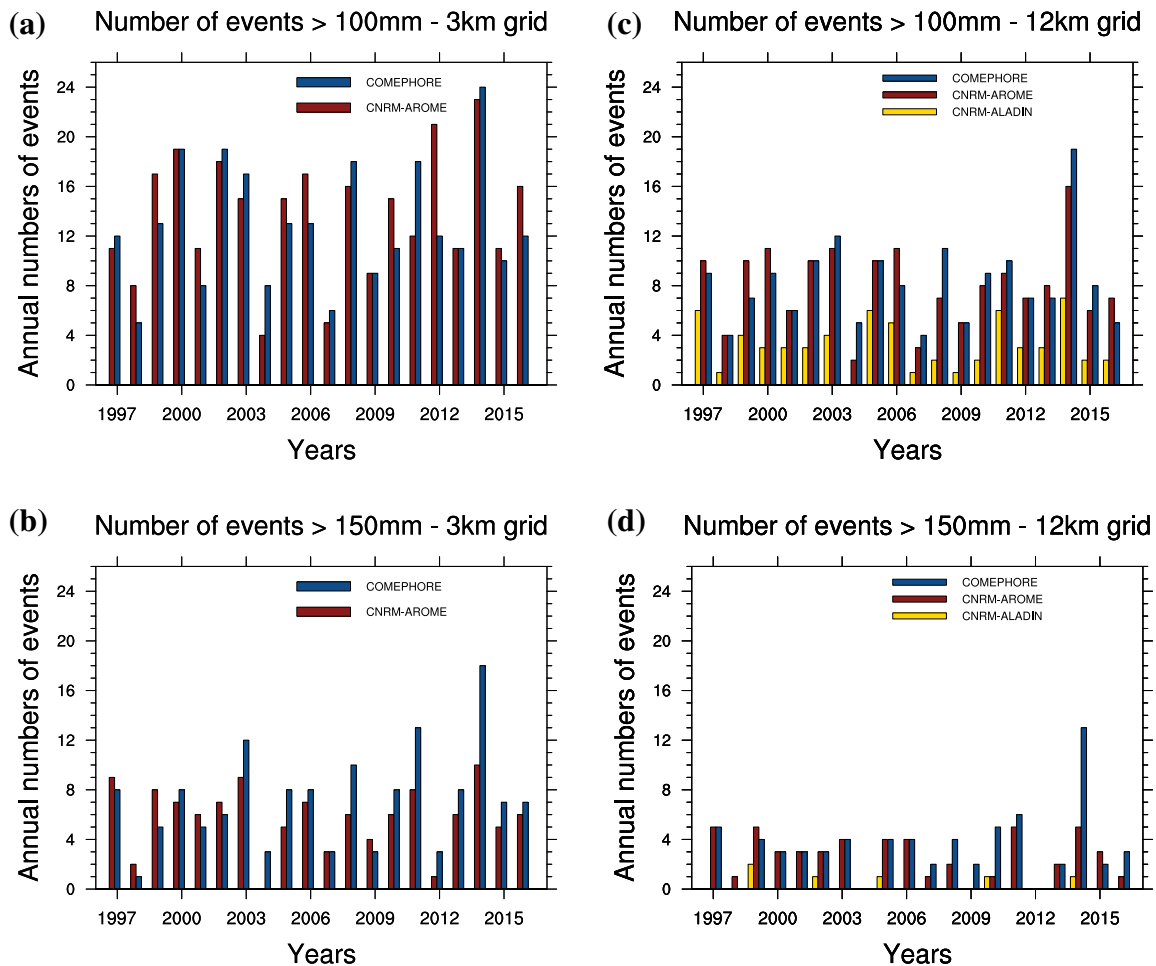 (a)
Number of events > 100mm - 3km grid
COMEPHORE
CNRM-AROME
Annual numbers of events
24
20
16
12
8
4
0
1997 2000 2003 2006 2009 2012 2015
Years
(c)
Number of events > 100mm - 12km grid
COMEPHORE
CNRM-AROME
CNRM-ALADIN
Annual numbers of events
24
20
16
12
8
4
0
1997 2000 2003 2006 2009 2012 2015
Years
(b)
Number of events > 150mm - 3km grid
COMEPHORE
CNRM-AROME
Annual numbers of events
24
20
16
12
8
4
0
1997 2000 2003 2006 2009 2012 2015
Years
(d)
Number of events > 150mm - 12km grid
COMEPHORE
CNRM-AROME
CNRM-ALADIN
Annual numbers of events
24
20
16
12
8
4
0
1997 2000 2003 2006 2009 2012 2015
Years